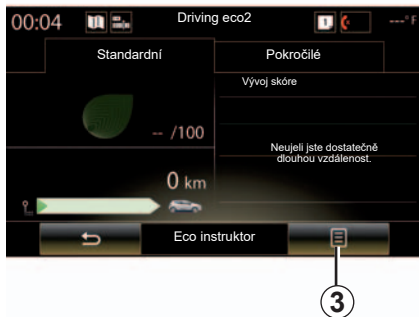 00:04
Driving eco2
1
---°F
Standardní
Pokročilé
Vývoj skóre
-- /100
Neujeli jste dostatečně
dlouhou vzdálenost.
0 km
Eco instruktor
3